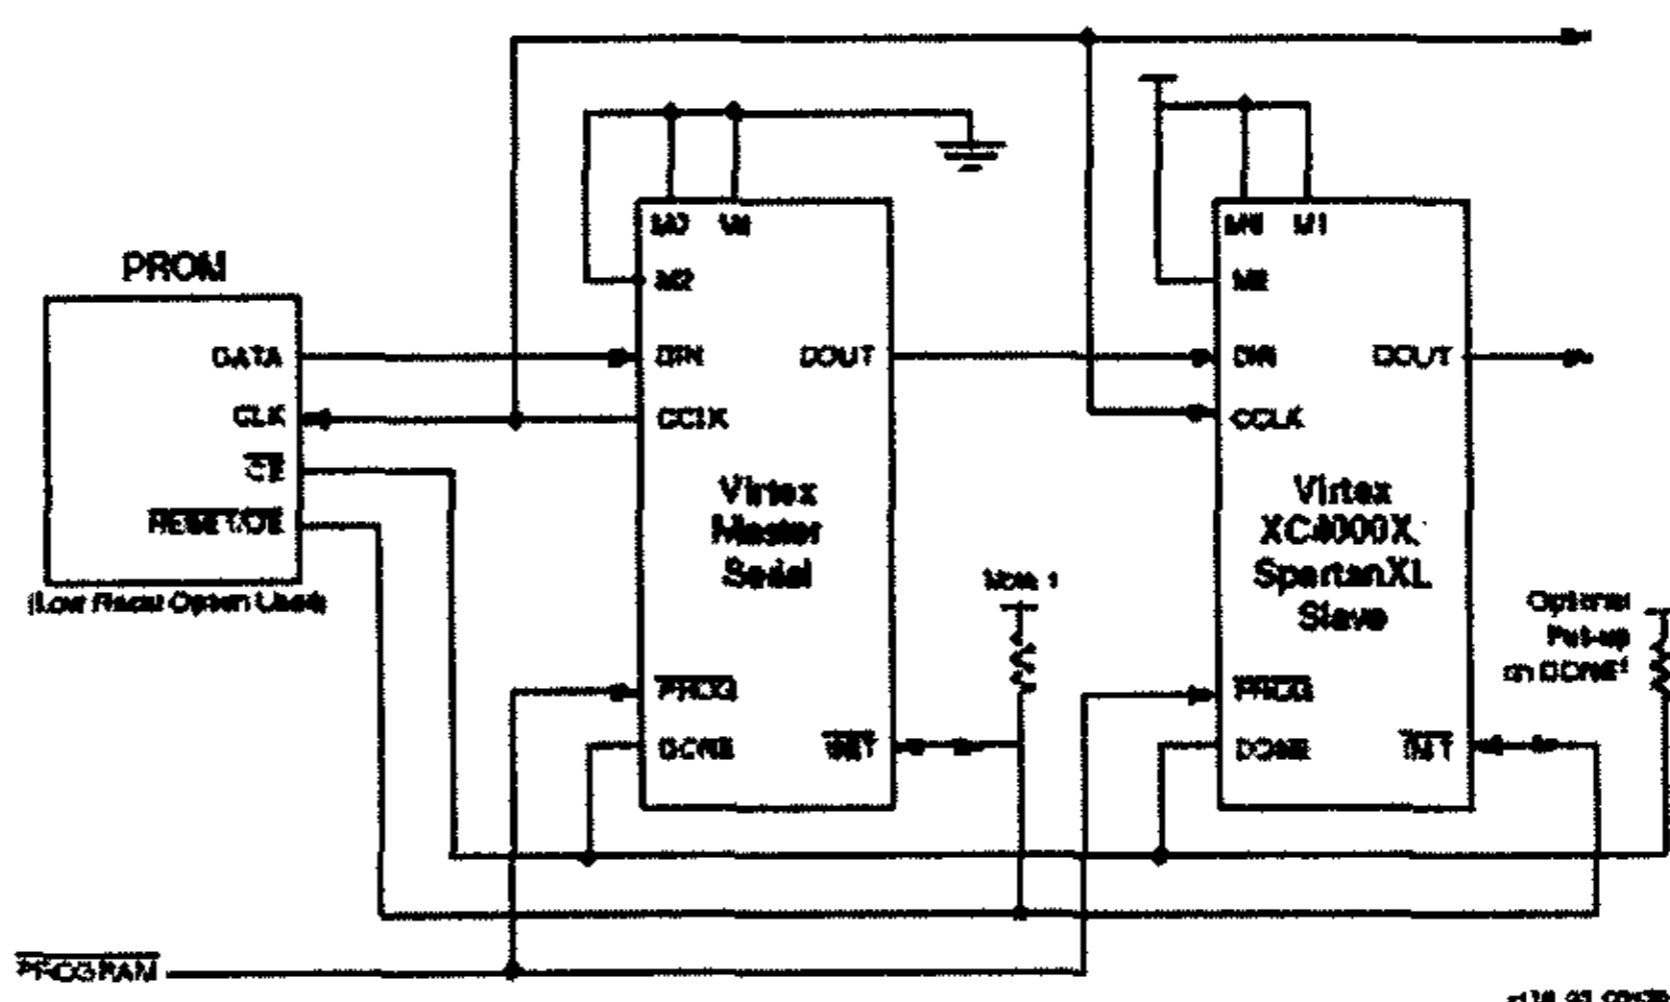 PROM
DATA
CLK
CE
RESET/OE
(Low Reset Option Used)
M0 M1
M2
DIN
DOUT
CCLK
Virtex
Master
Serial
PROG
DONE
INIT
Note 1
M0 M1
M2
DIN
DOUT
CCLK
Virtex
XC4000X,
SpartanXL
Slave
PROG
DONE
INIT
Optional
Pull-up
on DONE¹
PROGRAM